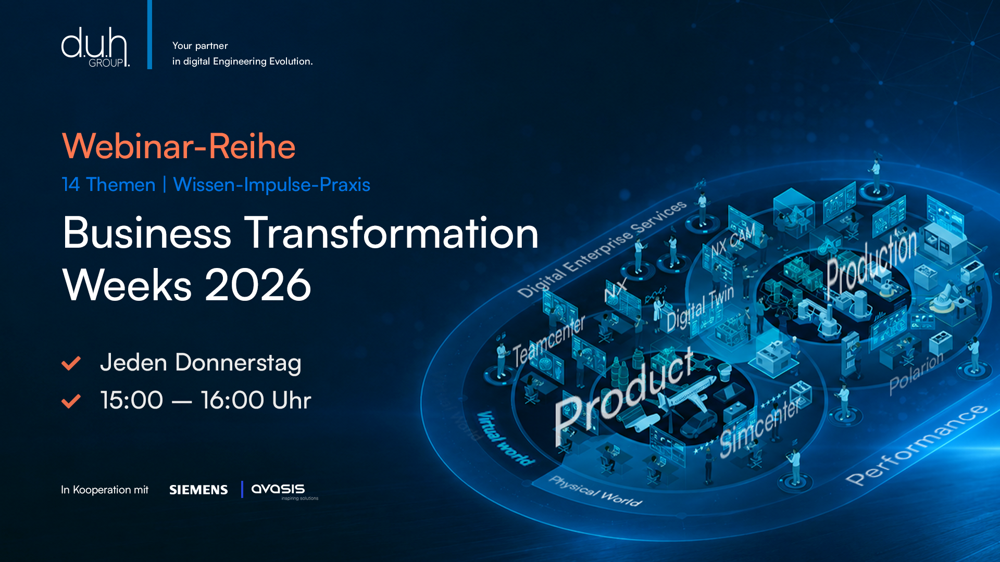 d.u.h.
GROUP
Your partner
in digital Engineering Evolution.
Webinar-Reihe
14 Themen | Wissen-Impulse-Praxis
Business Transformation
Weeks 2026
Jeden Donnerstag
15:00 — 16:00 Uhr
In Kooperation mit
SIEMENS
avasis
inspiring solutions
Digital Enterprise Services
NX CAM
Production
NX
Digital Twin
Teamcenter
Product
Polarion
Simcenter
Virtual world
World
Physical World
Performance